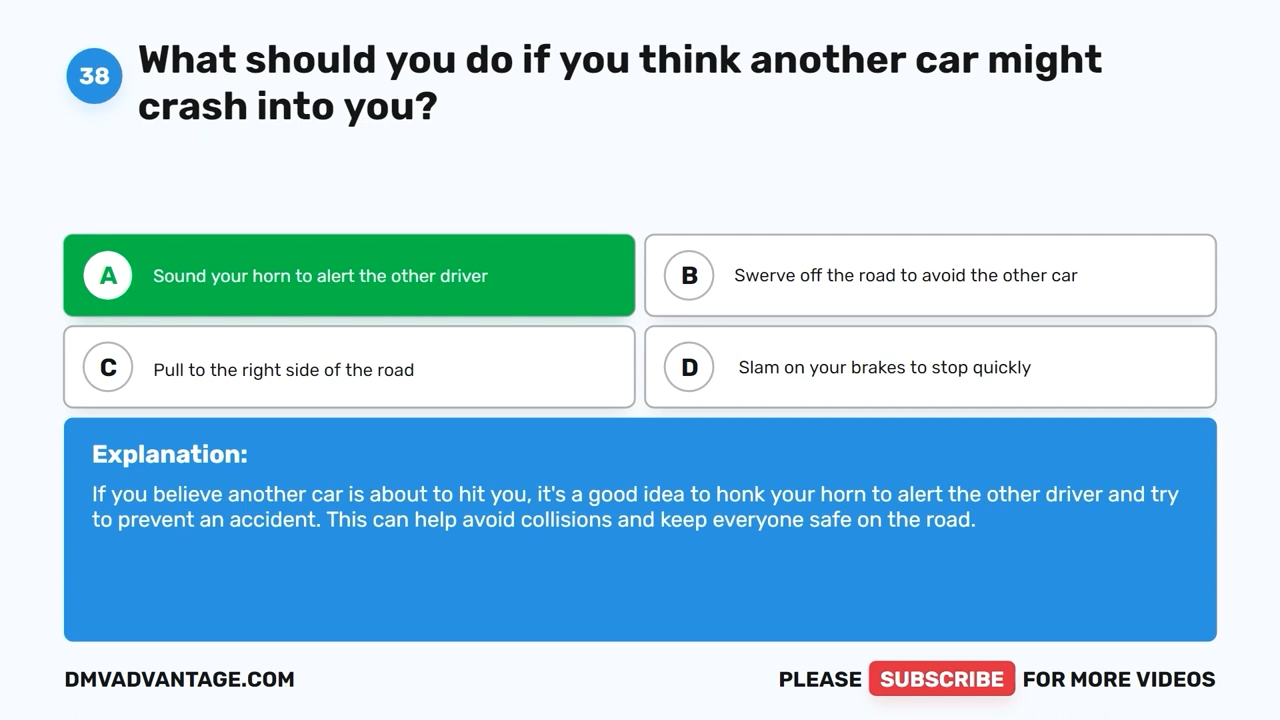 38
What should you do if you think another car might
crash into you?
A
Sound your horn to alert the other driver
B
Swerve off the road to avoid the other car
C
Pull to the right side of the road
D
Slam on your brakes to stop quickly
Explanation:
If you believe another car is about to hit you, it's a good idea to honk your horn to alert the other driver and try
to prevent an accident. This can help avoid collisions and keep everyone safe on the road.
DMVADVANTAGE.COM
PLEASE SUBSCRIBE FOR MORE VIDEOS